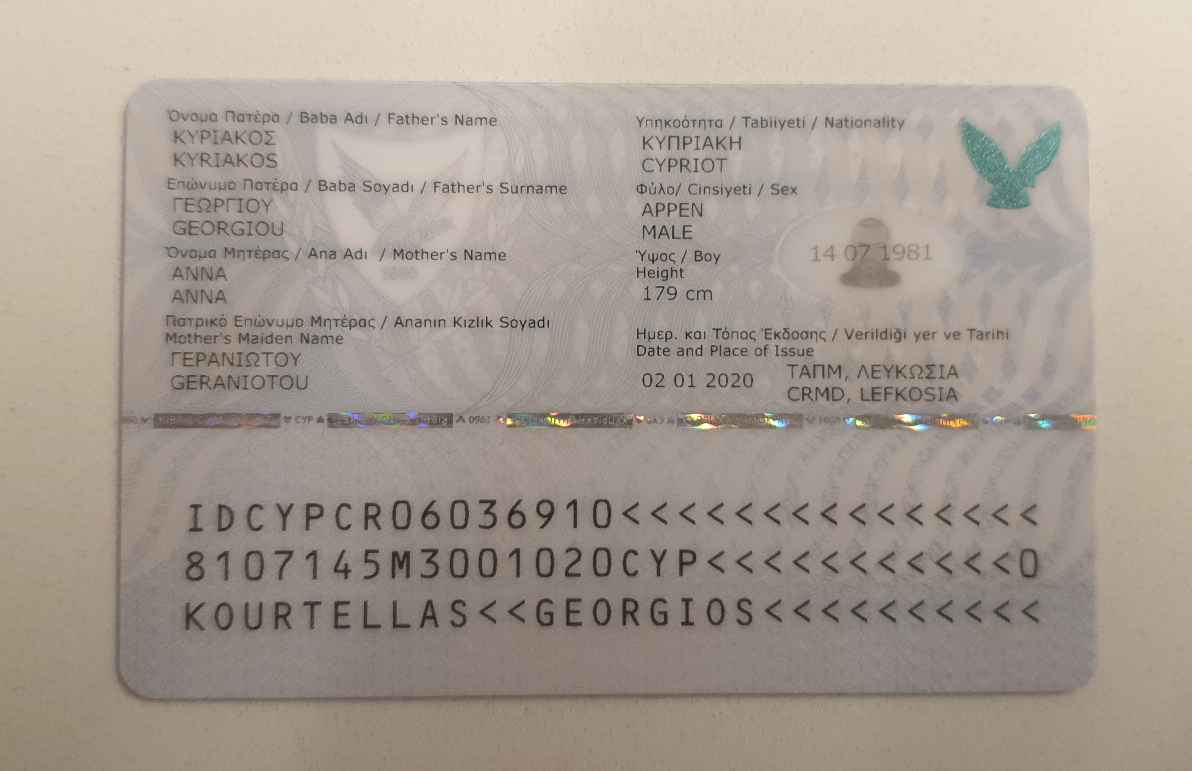 Όνομα Πατέρα / Baba Adı / Father's Name
ΚΥΡΙΑΚΟΣ
KYRIAKOS
Επώνυμο Πατέρα / Baba Soyadı / Father's Surname
ΓΕΩΡΓΙΟΥ
GEORGIOU
Όνομα Μητέρας / Ana Adı / Mother's Name
ΑΝΝΑ
ANNA
Πατρικό Επώνυμο Μητέρας / Ananın Kızlık Soyadı
Mother's Maiden Name
ΓΕΡΑΝΙΩΤΟΥ
GERANIOTOU
Υπηκοότητα / Tabiiyeti / Nationality
ΚΥΠΡΙΑΚΗ
CYPRIOT
Φύλο/ Cinsiyeti / Sex
ΑΡΡΕΝ
MALE
Ύψος / Boy
Height
179 cm
14 07 1981
Ημερ. και Τόπος Έκδοσης / Verildiği yer ve Tarihi
Date and Place of Issue
02 01 2020
ΤΑΠΜ, ΛΕΥΚΩΣΙΑ
CRMD, LEFKOSIA
IDCYPCR06036910<<<<<<<<<<<<<<<
8107145M3001020CYP<<<<<<<<<<<0
KOURTELLAS<<GEORGIOS<<<<<<<<<<